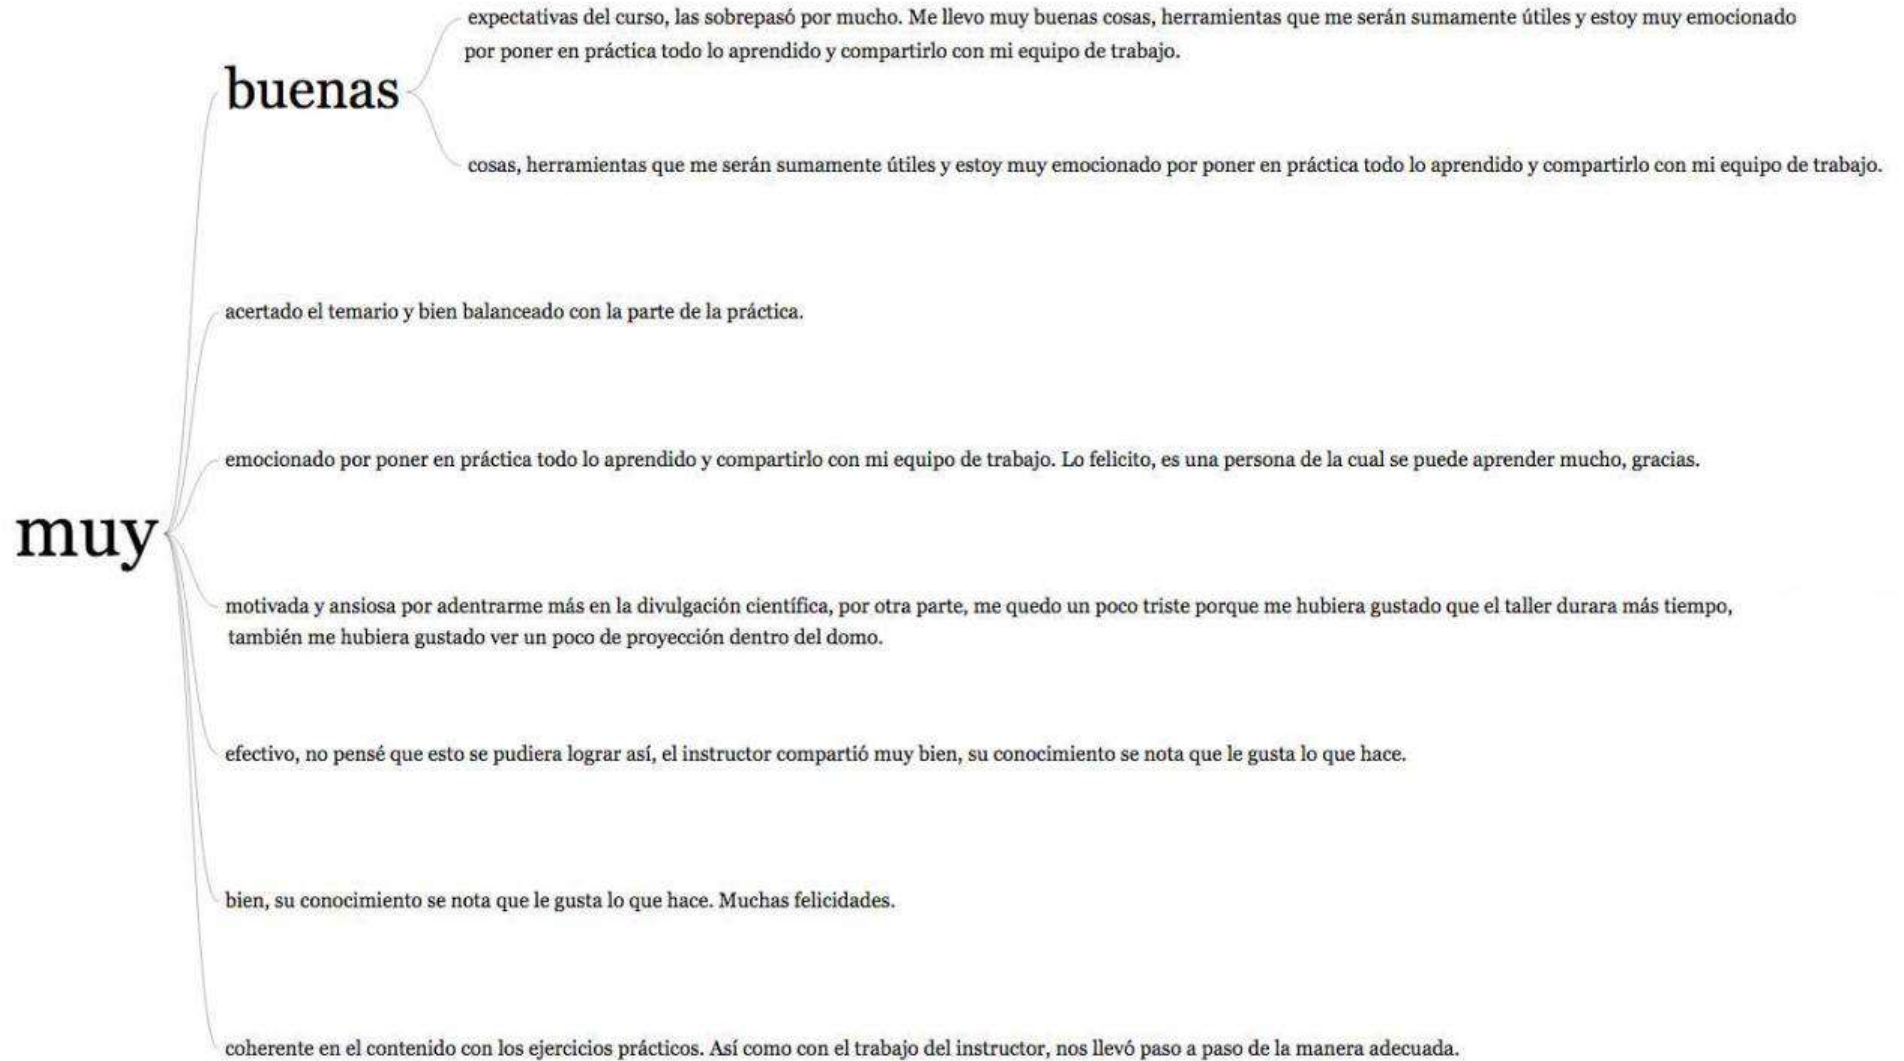 muy
buenas
expectativas del curso, las sobrepasó por mucho. Me llevo muy buenas cosas, herramientas que me serán sumamente útiles y estoy muy emocionado
por poner en práctica todo lo aprendido y compartirlo con mi equipo de trabajo.
cosas, herramientas que me serán sumamente útiles y estoy muy emocionado por poner en práctica todo lo aprendido y compartirlo con mi equipo de trabajo.
acertado el temario y bien balanceado con la parte de la práctica.
emocionado por poner en práctica todo lo aprendido y compartirlo con mi equipo de trabajo. Lo felicito, es una persona de la cual se puede aprender mucho, gracias.
motivada y ansiosa por adentrarme más en la divulgación científica, por otra parte, me quedo un poco triste porque me hubiera gustado que el taller durara más tiempo,
también me hubiera gustado ver un poco de proyección dentro del domo.
efectivo, no pensé que esto se pudiera lograr así, el instructor compartió muy bien, su conocimiento se nota que le gusta lo que hace.
bien, su conocimiento se nota que le gusta lo que hace. Muchas felicidades.
coherente en el contenido con los ejercicios prácticos. Así como con el trabajo del instructor, nos llevó paso a paso de la manera adecuada.